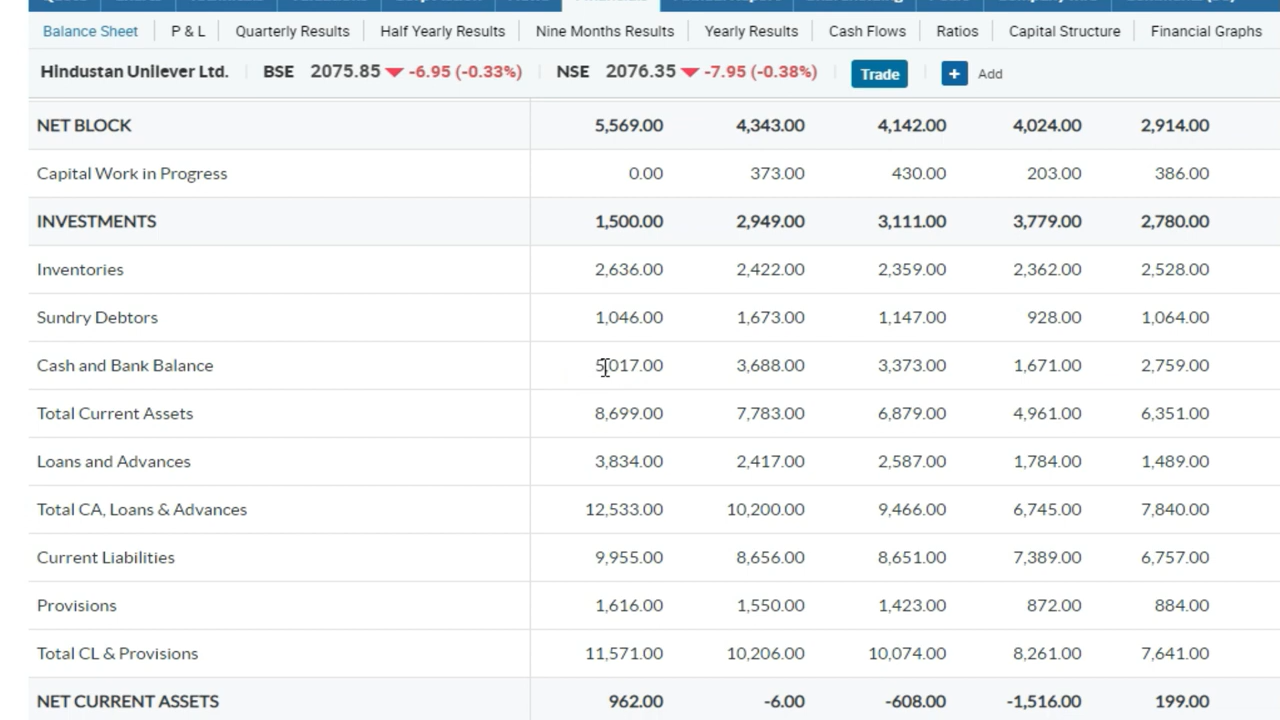 Balance Sheet P & L Quarterly Results Half Yearly Results Nine Months Results Yearly Results Cash Flows Ratios Capital Structure Financial Graphs
Hindustan Unilever Ltd. BSE 2075.85 -6.95 (-0.33%) NSE 2076.35 -7.95 (-0.38%) Trade + Add
NET BLOCK 5,569.00 4,343.00 4,142.00 4,024.00 2,914.00
Capital Work in Progress 0.00 373.00 430.00 203.00 386.00
INVESTMENTS 1,500.00 2,949.00 3,111.00 3,779.00 2,780.00
Inventories 2,636.00 2,422.00 2,359.00 2,362.00 2,528.00
Sundry Debtors 1,046.00 1,673.00 1,147.00 928.00 1,064.00
Cash and Bank Balance 5,017.00 3,688.00 3,373.00 1,671.00 2,759.00
Total Current Assets 8,699.00 7,783.00 6,879.00 4,961.00 6,351.00
Loans and Advances 3,834.00 2,417.00 2,587.00 1,784.00 1,489.00
Total CA, Loans & Advances 12,533.00 10,200.00 9,466.00 6,745.00 7,840.00
Current Liabilities 9,955.00 8,656.00 8,651.00 7,389.00 6,757.00
Provisions 1,616.00 1,550.00 1,423.00 872.00 884.00
Total CL & Provisions 11,571.00 10,206.00 10,074.00 8,261.00 7,641.00
NET CURRENT ASSETS 962.00 -6.00 -608.00 -1,516.00 199.00